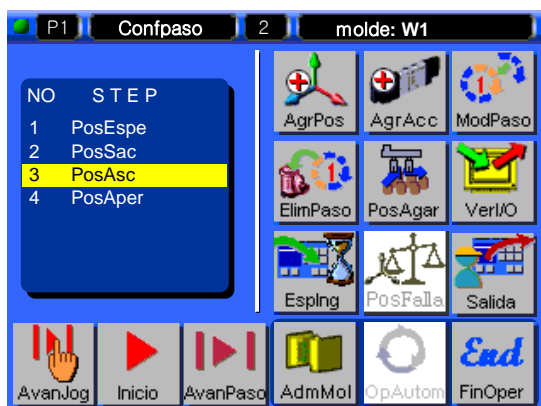 P1 Confpaso 2 molde: W1
NO STEP
1 PosEspe
2 PosSac
3 PosAsc
4 PosAper
AgrPos AgrAcc ModPaso
ElimPaso PosAgar VerI/O
EspIng PosFalla Salida
AvanJog Inicio AvanPaso AdmMol OpAutom End FinOper